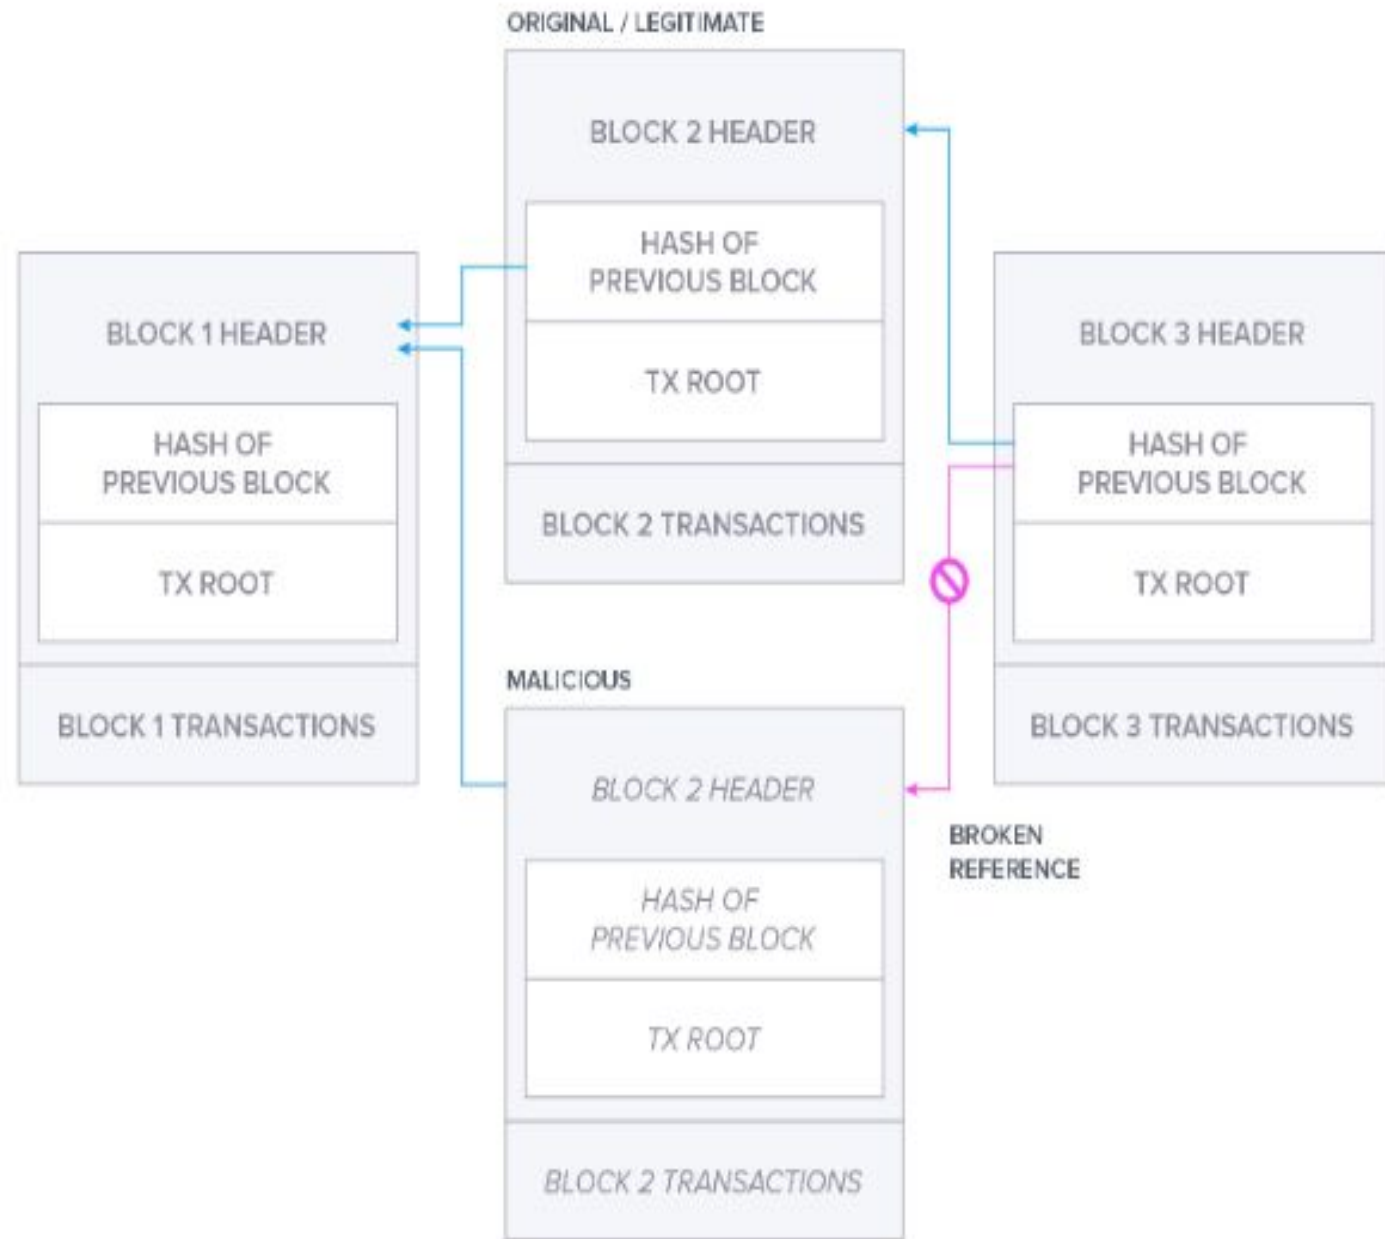 ORIGINAL / LEGITIMATE
BLOCK 2 HEADER
HASH OF
PREVIOUS BLOCK
TX ROOT
BLOCK 2 TRANSACTIONS
BLOCK 1 HEADER
HASH OF
PREVIOUS BLOCK
TX ROOT
BLOCK 1 TRANSACTIONS
BLOCK 3 HEADER
HASH OF
PREVIOUS BLOCK
TX ROOT
BLOCK 3 TRANSACTIONS
MALICIOUS
BLOCK 2 HEADER
HASH OF
PREVIOUS BLOCK
TX ROOT
BLOCK 2 TRANSACTIONS
BROKEN
REFERENCE